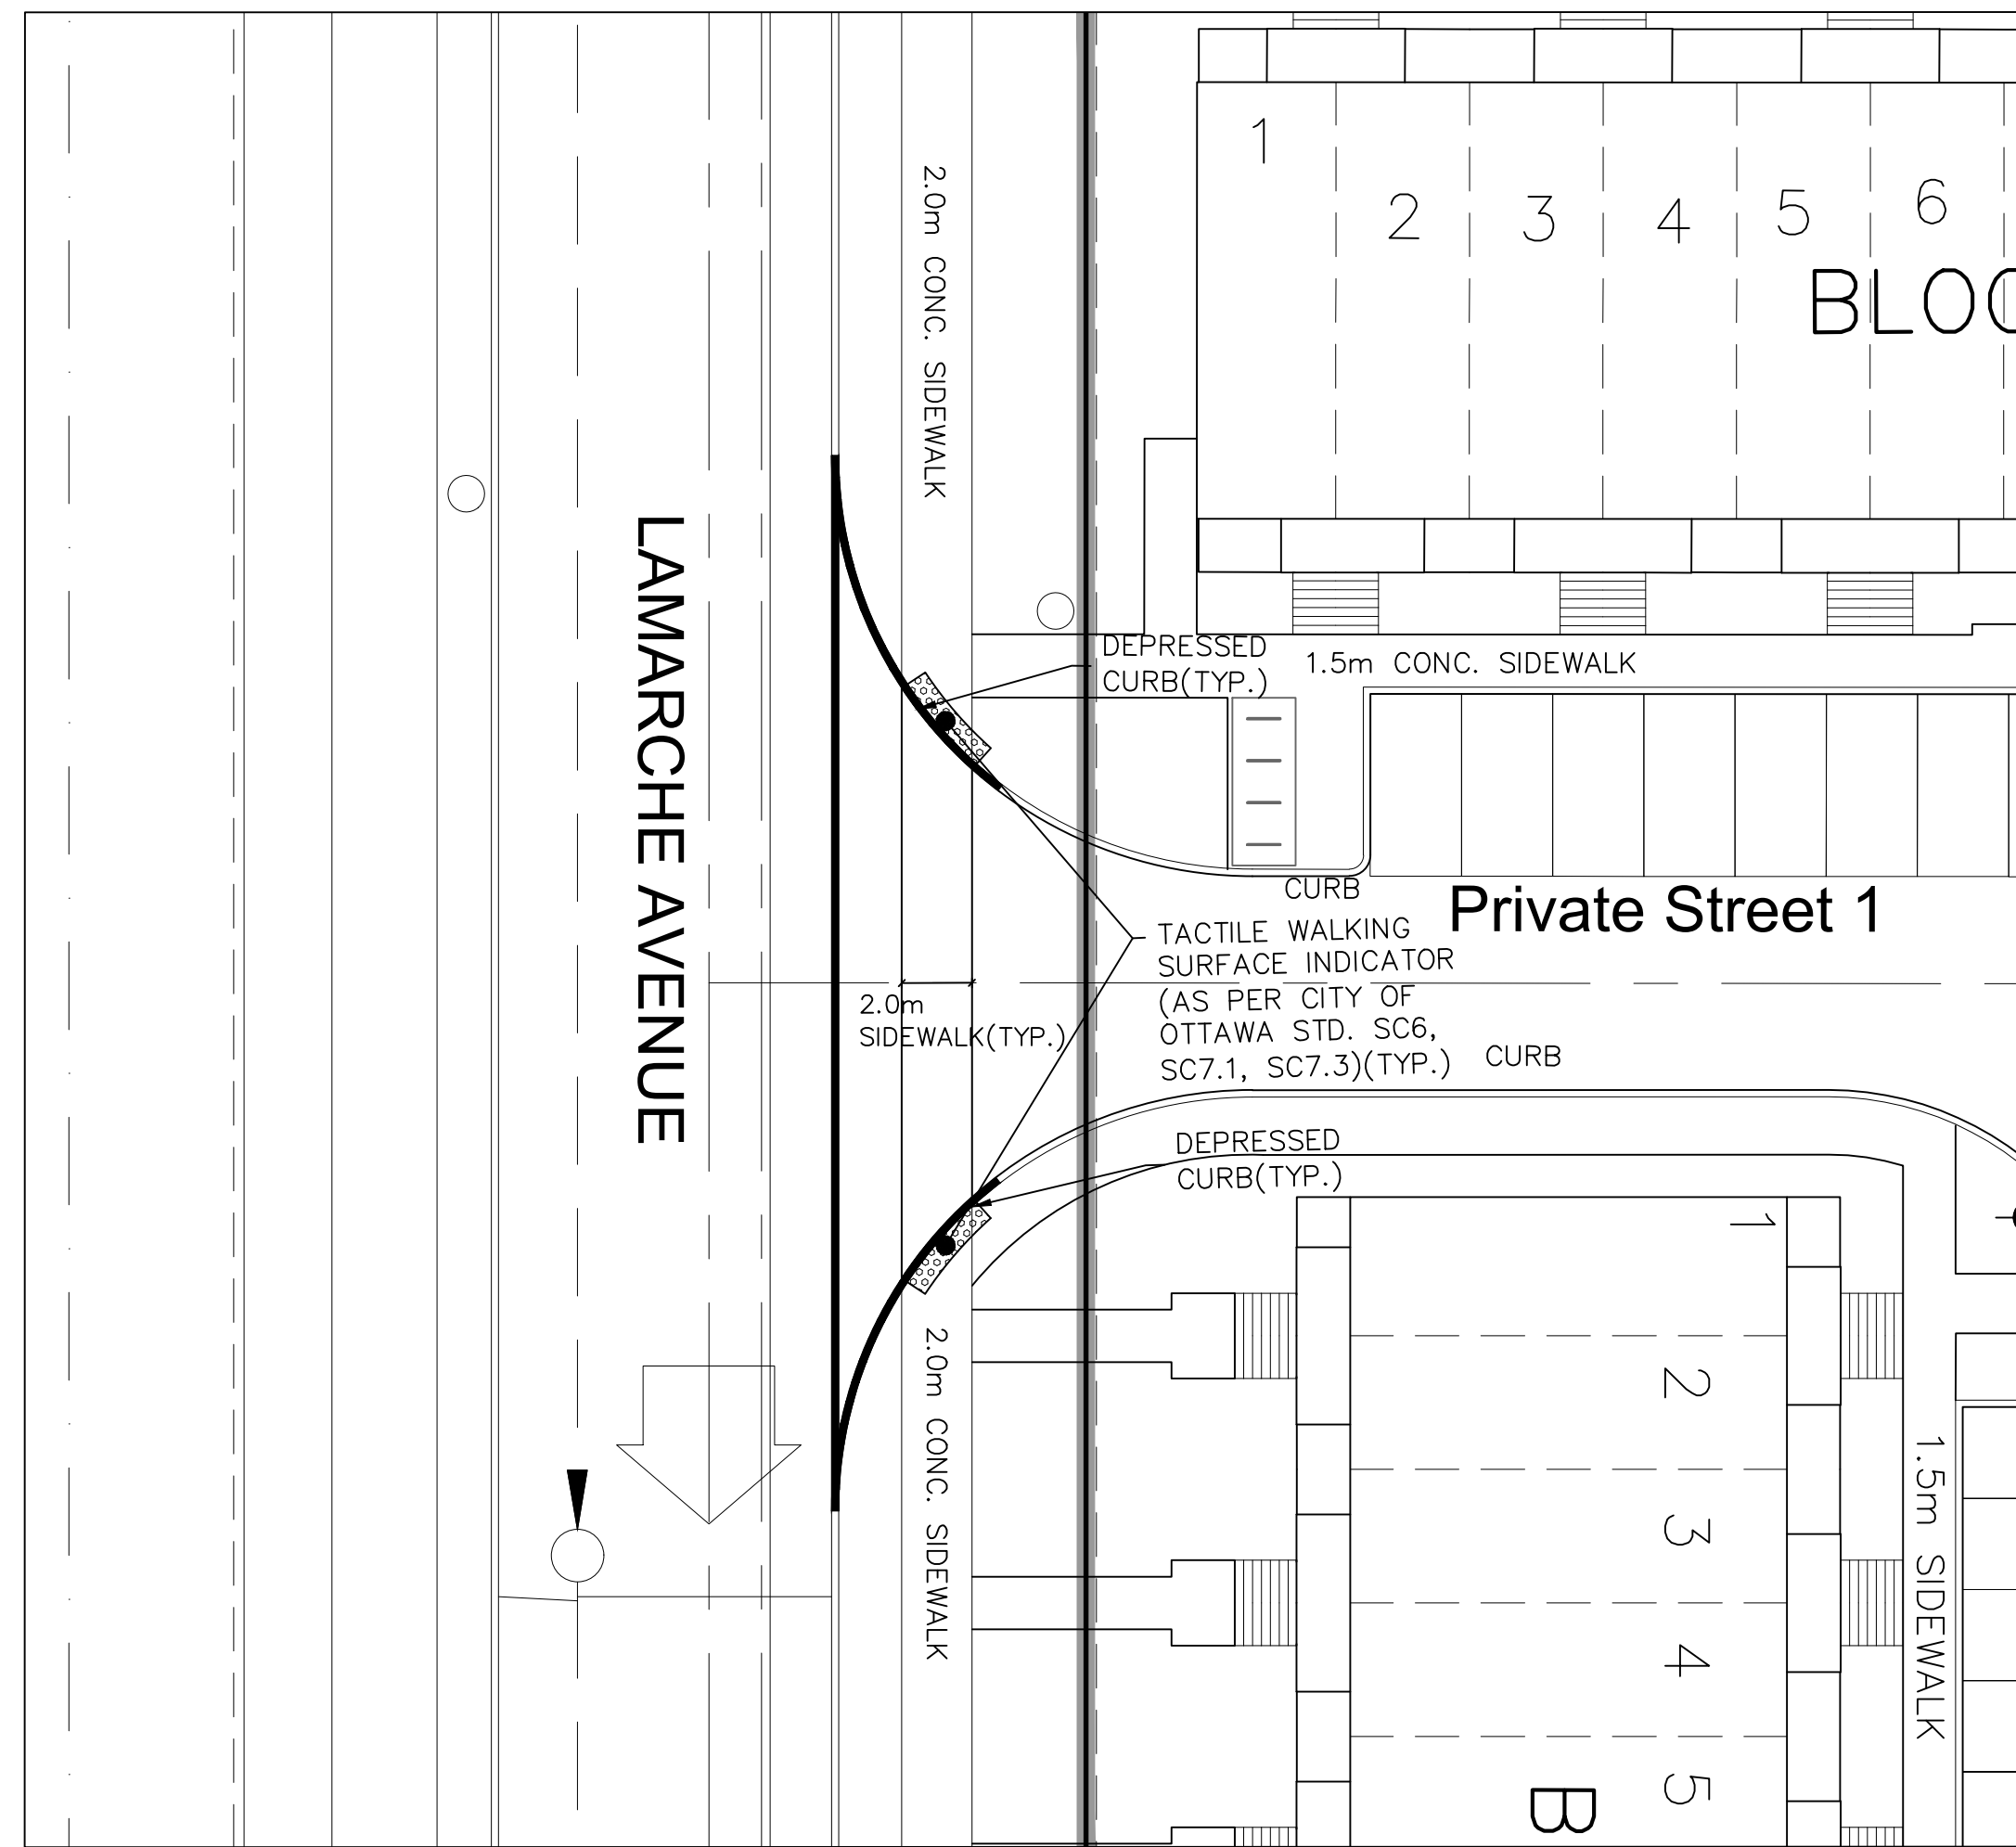 1
2
3
4
5
6
BLOC
2.0m CONC. SIDEWALK
LAMARCHE AVENUE
DEPRESSED
CURB(TYP.)
1.5m CONC. SIDEWALK
CURB
Private Street 1
TACTILE WALKING
SURFACE INDICATOR
(AS PER CITY OF
OTTAWA STD. SC6,
SC7.1, SC7.3)(TYP.)
2.0m
SIDEWALK(TYP.)
CURB
DEPRESSED
CURB(TYP.)
2.0m CONC. SIDEWALK
1
2
3
4
5
B
1.5m SIDEWALK